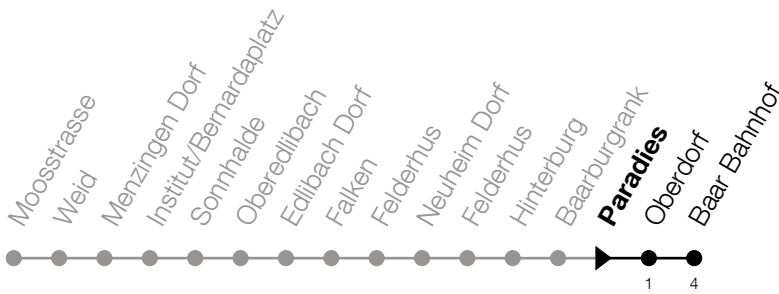 Moosstrasse
Weid
Menzingen Dorf
Institut/Bernardaplatz
Sonnhalde
Oberedlibach
Edlibach Dorf
Falken
Felderhus
Neuheim Dorf
Felderhus
Hinterburg
Baarburgrank
Paradies
Oberdorf
Baar Bahnhof
1
4